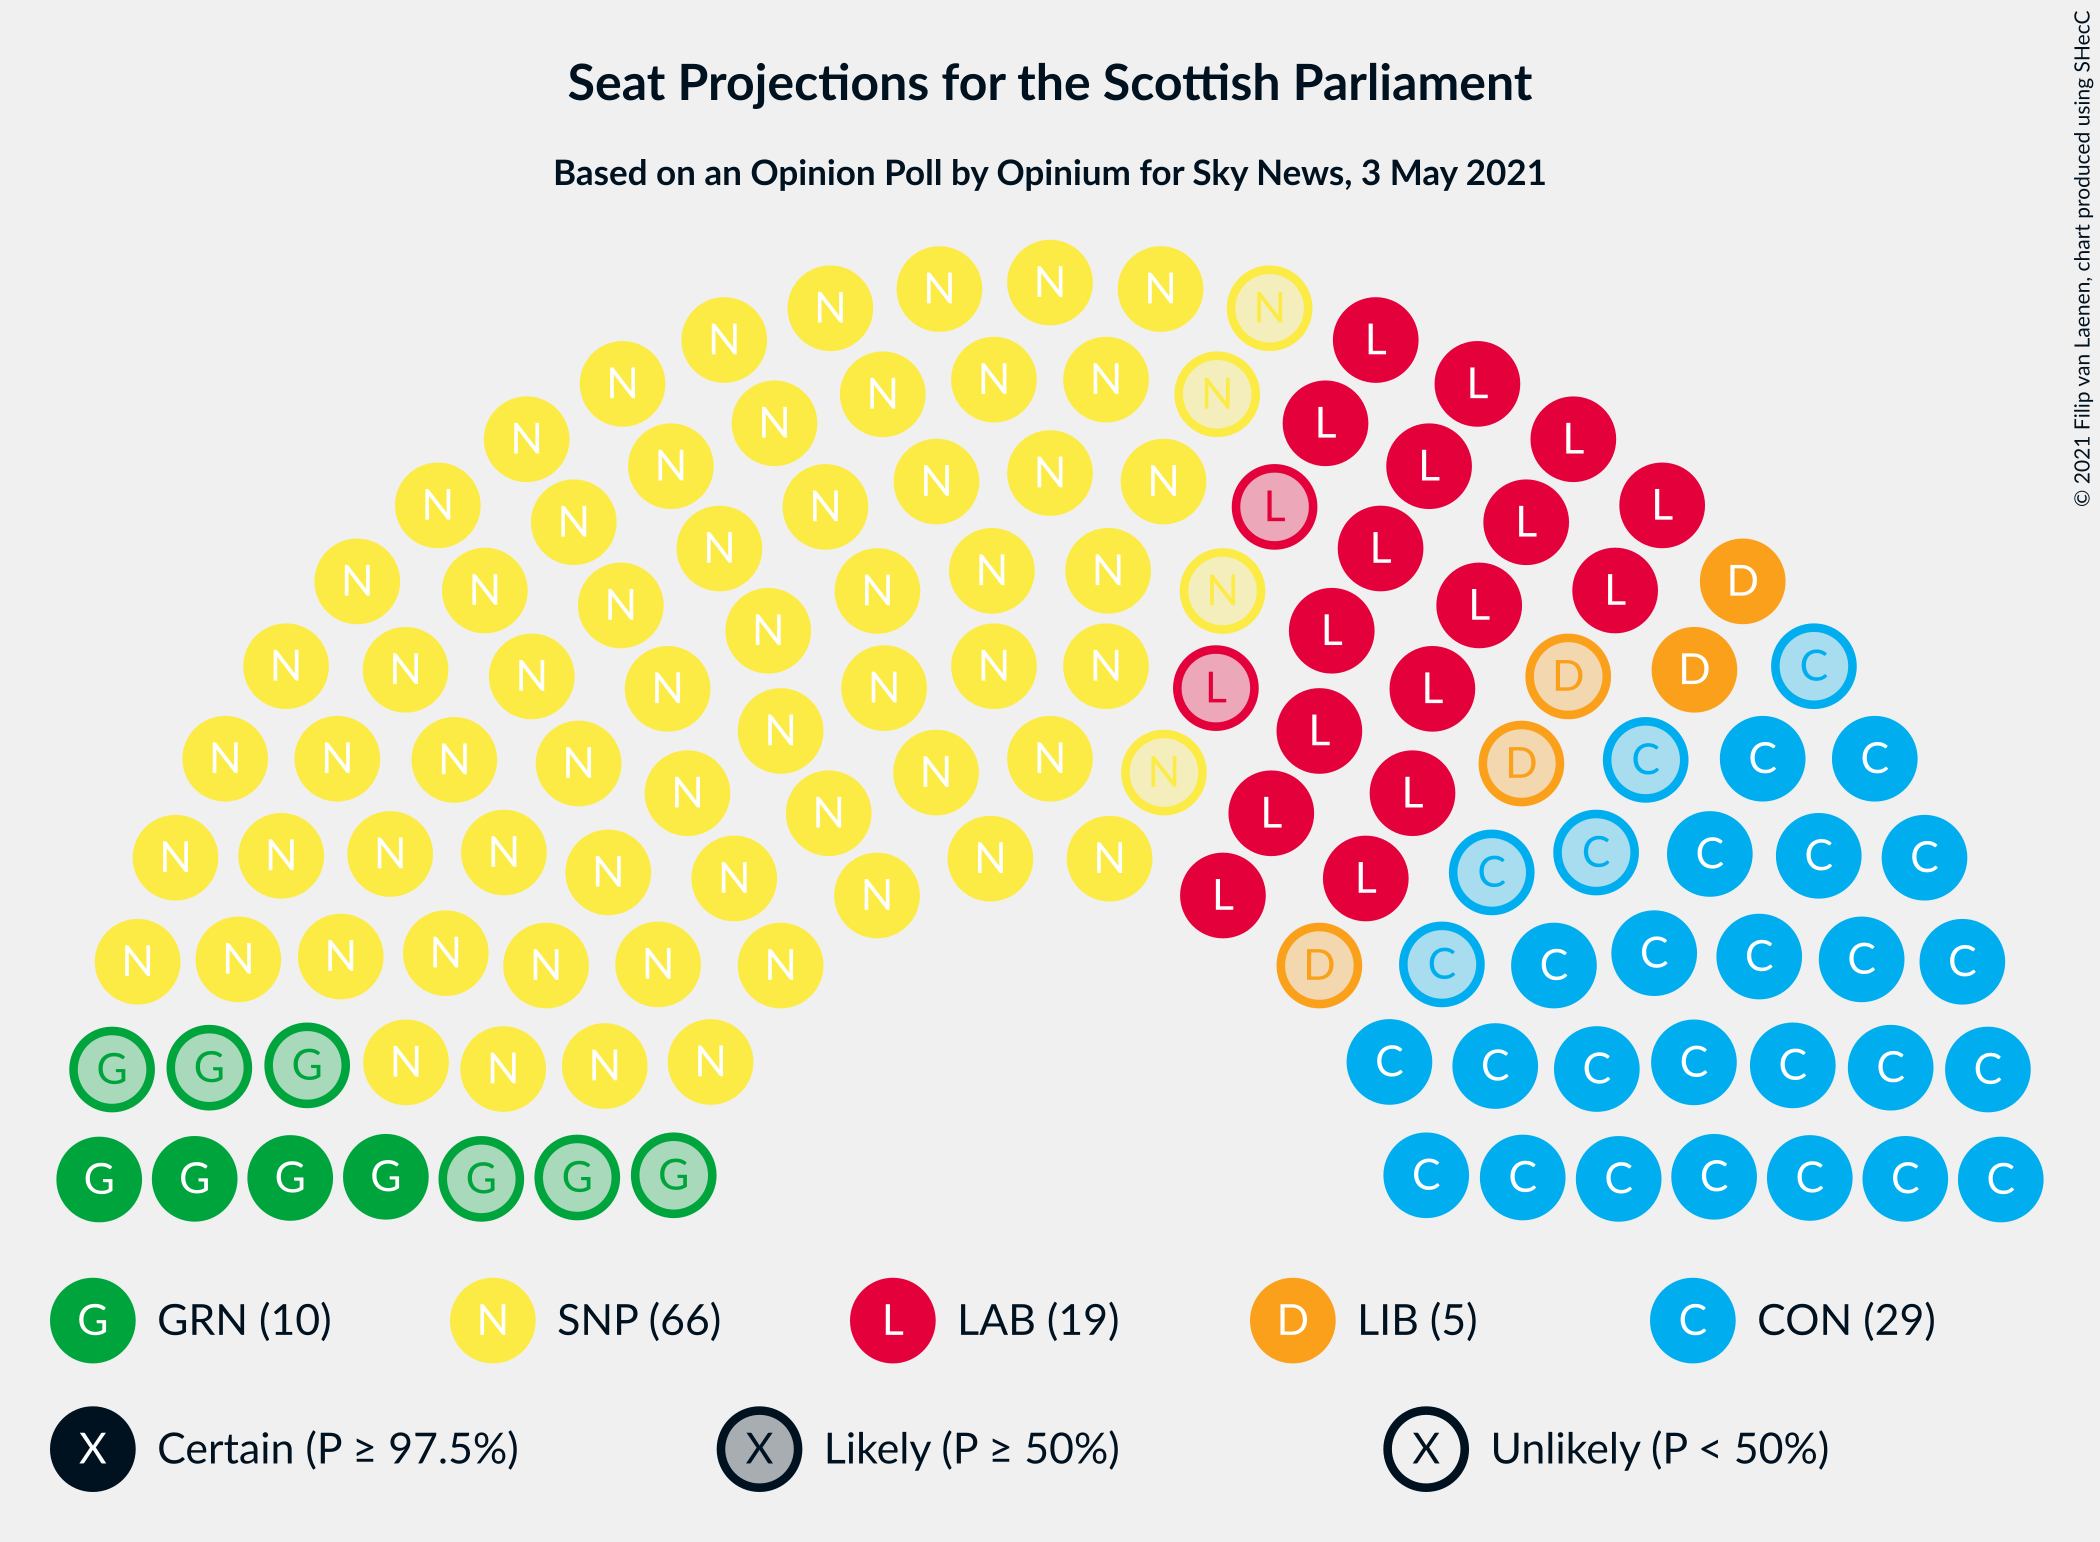 Seat Projections for the Scottish Parliament
Based on an Opinion Poll by Opinium for Sky News, 3 May 2021
© 2021 Filip van Laenen, chart produced using SHecC
N N N N N
N N L L
N N N N N N L L
N N N N L L
N N N N L L L
N N N N N L L
N N N N N L D
N N N N L L
N N N N N L D D C
N N N N L L
N N N N N N N D C C C
N N L L
N N N N N N N L C C C C C
N N L
G N N N N N N N D C C C C C C
G G G N N N N C C C C C C C
G G G G G G G C C C C C C C
G GRN (10) N SNP (66) L LAB (19) D LIB (5) C CON (29)
X Certain (P ≥ 97.5%) X Likely (P ≥ 50%) X Unlikely (P < 50%)